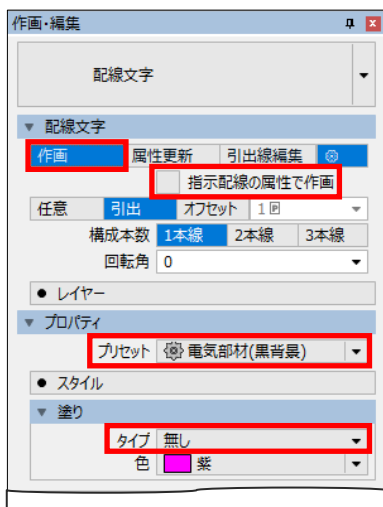 作画・編集
配線文字
配線文字
作画 属性更新 引出線編集
指示配線の属性で作画
任意 引出 オフセット 1 P
構成本数 1本線 2本線 3本線
回転角 0
レイヤー
プロパティ
プリセット 電気部材(黒背景)
スタイル
塗り
タイプ 無し
色 紫